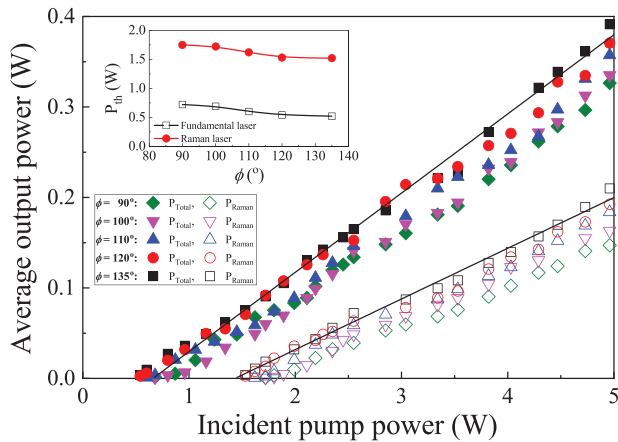 Average output power (W)
0.4
0.3
0.2
0.1
0.0
0 1 2 3 4 5
Incident pump power (W)
P_th (W)
2.0
1.5
1.0
0.5
0.0
80 90 100 110 120 130 140
ϕ (°)
Fundamental laser
Raman laser
ϕ = 90°: P_Total, P_Raman
ϕ = 100°: P_Total, P_Raman
ϕ = 110°: P_Total, P_Raman
ϕ = 120°: P_Total, P_Raman
ϕ = 135°: P_Total, P_Raman